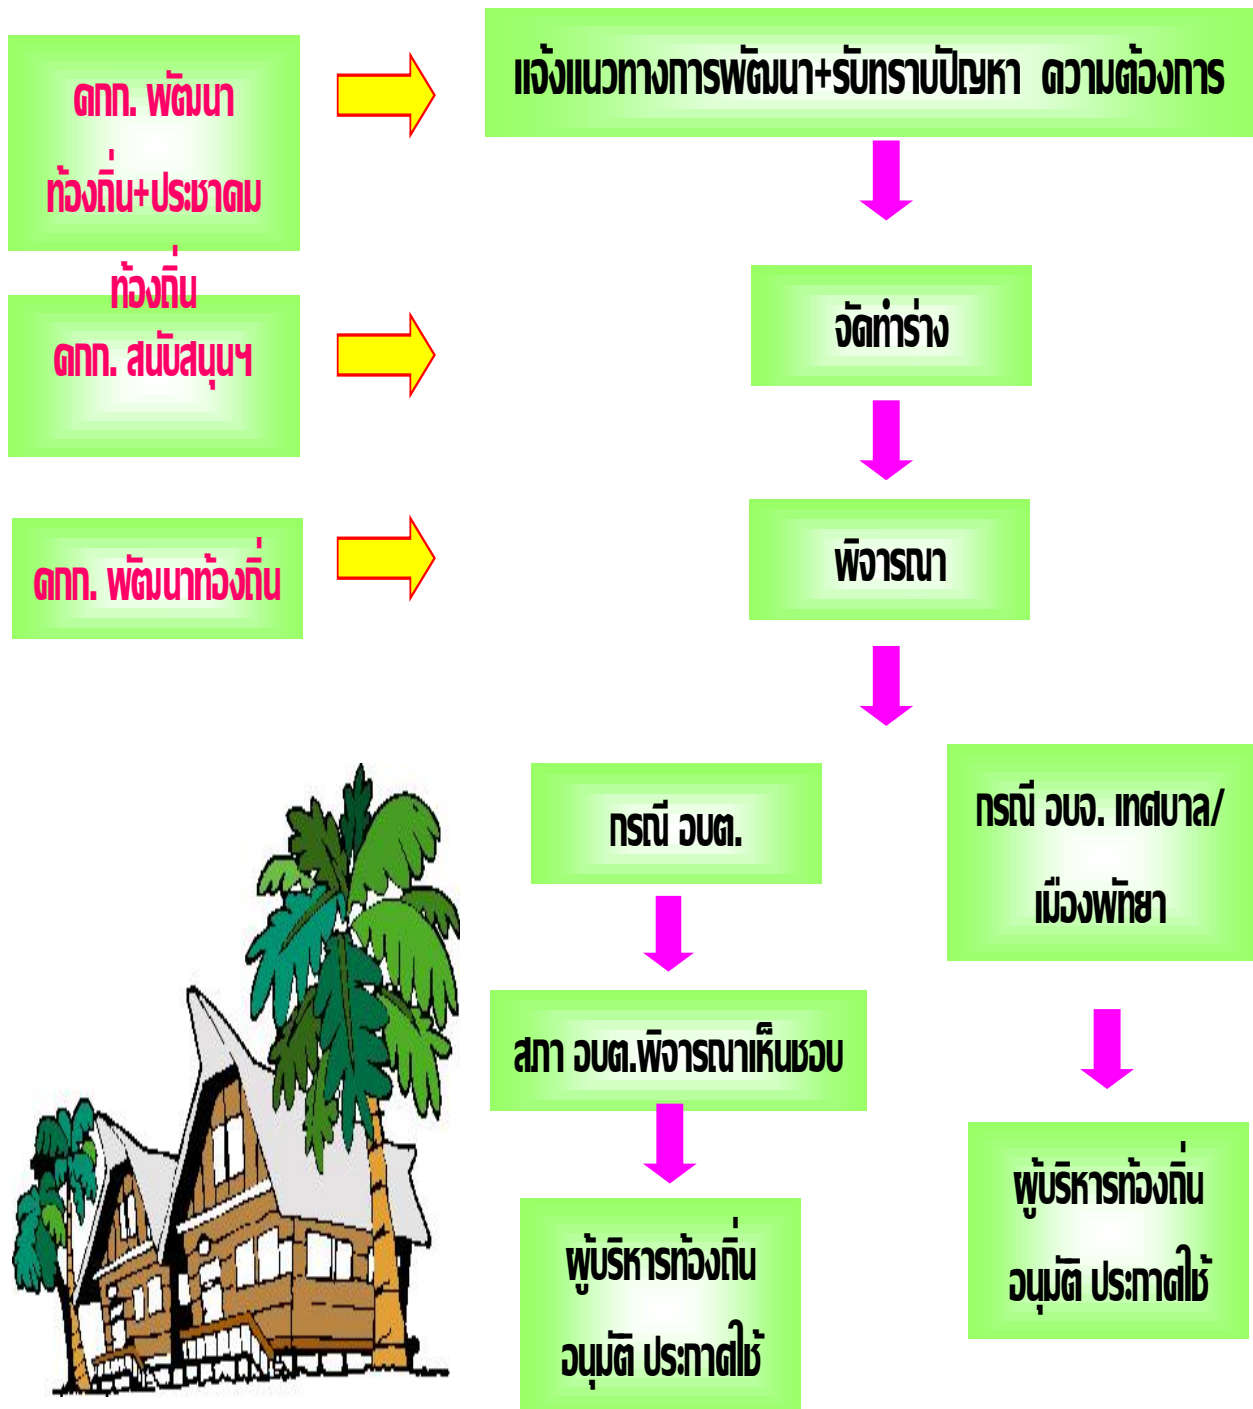 คกก. พัฒนา
ท้องถิ่น+ประชาคม
ท้องถิ่น
แจ้งแนวทางการพัฒนา+รับทราบปัญหา ความต้องการ
คกก. สนับสนุนฯ
จัดทำร่าง
คกก. พัฒนาท้องถิ่น
พิจารณา
กรณี อบต.
กรณี อบจ. เทศบาล/
เมืองพัทยา
สภา อบต.พิจารณาเห็นชอบ
ผู้บริหารท้องถิ่น
อนุมัติ ประกาศใช้
ผู้บริหารท้องถิ่น
อนุมัติ ประกาศใช้